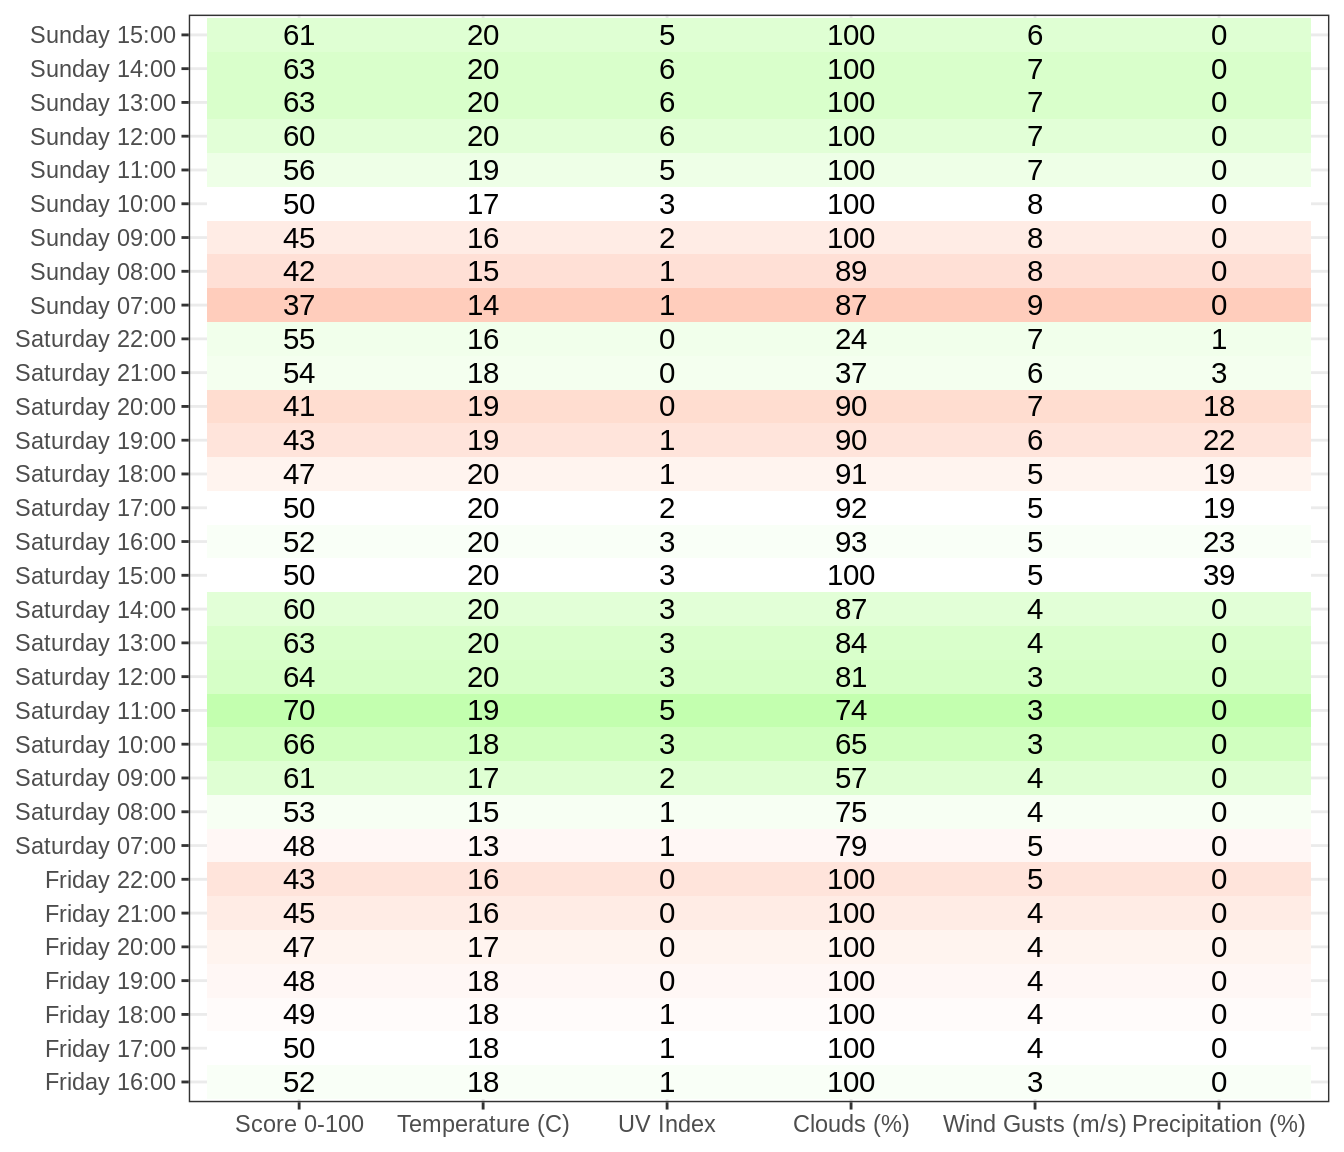 Sunday 15:00 61 20 5 100 6 0
Sunday 14:00 63 20 6 100 7 0
Sunday 13:00 63 20 6 100 7 0
Sunday 12:00 60 20 6 100 7 0
Sunday 11:00 56 19 5 100 7 0
Sunday 10:00 50 17 3 100 8 0
Sunday 09:00 45 16 2 100 8 0
Sunday 08:00 42 15 1 89 8 0
Sunday 07:00 37 14 1 87 9 0
Saturday 22:00 55 16 0 24 7 1
Saturday 21:00 54 18 0 37 6 3
Saturday 20:00 41 19 0 90 7 18
Saturday 19:00 43 19 1 90 6 22
Saturday 18:00 47 20 1 91 5 19
Saturday 17:00 50 20 2 92 5 19
Saturday 16:00 52 20 3 93 5 23
Saturday 15:00 50 20 3 100 5 39
Saturday 14:00 60 20 3 87 4 0
Saturday 13:00 63 20 3 84 4 0
Saturday 12:00 64 20 3 81 3 0
Saturday 11:00 70 19 5 74 3 0
Saturday 10:00 66 18 3 65 3 0
Saturday 09:00 61 17 2 57 4 0
Saturday 08:00 53 15 1 75 4 0
Saturday 07:00 48 13 1 79 5 0
Friday 22:00 43 16 0 100 5 0
Friday 21:00 45 16 0 100 4 0
Friday 20:00 47 17 0 100 4 0
Friday 19:00 48 18 0 100 4 0
Friday 18:00 49 18 1 100 4 0
Friday 17:00 50 18 1 100 4 0
Friday 16:00 52 18 1 100 3 0
Score 0-100 Temperature (C) UV Index Clouds (%) Wind Gusts (m/s) Precipitation (%)